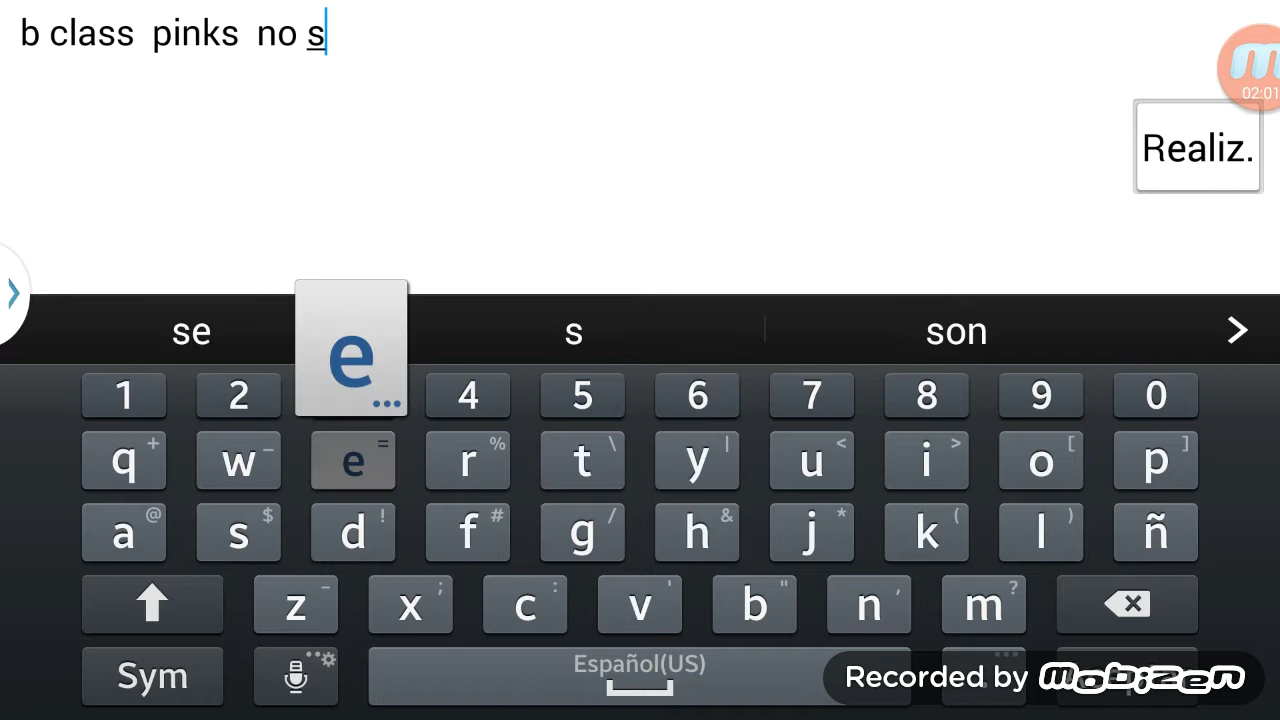 b class  pinks  no s
02:01
Realiz.
se s son
e
1 2 4 5 6 7 8 9 0
q + w _ e = r % t \ y | u < i > o [ p ]
a @ s $ d ! f # g / h & j * k ( l ) ñ
z - x ; c : v ' b " n , m ?
Sym Español(US)
Recorded by mobizen